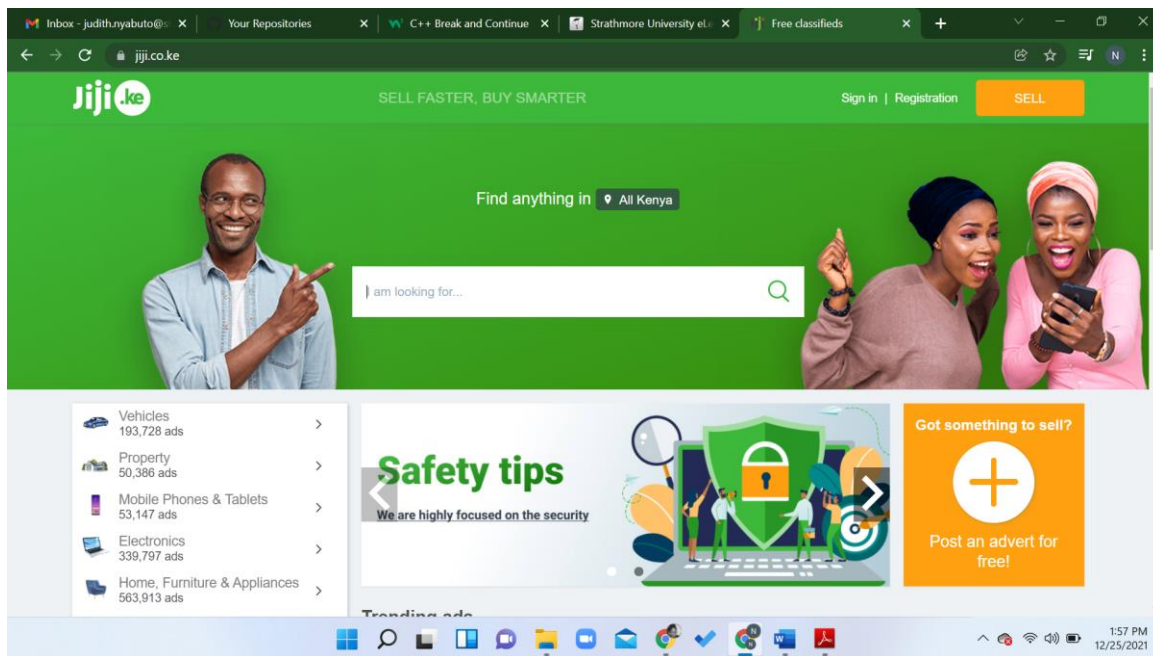 Inbox - judith.nyabuto@s
Your Repositories
C++ Break and Continue
Strathmore University eLe
Free classifieds
jiji.co.ke
N
Jiji .ke
SELL FASTER, BUY SMARTER
Sign in | Registration
SELL
Find anything in All Kenya
I am looking for...
Vehicles
193,728 ads
Property
50,386 ads
Mobile Phones & Tablets
53,147 ads
Electronics
339,797 ads
Home, Furniture & Appliances
563,913 ads
Safety tips
We are highly focused on the security
Got something to sell?
Post an advert for
free!
Trending ads
1:57 PM
12/25/2021